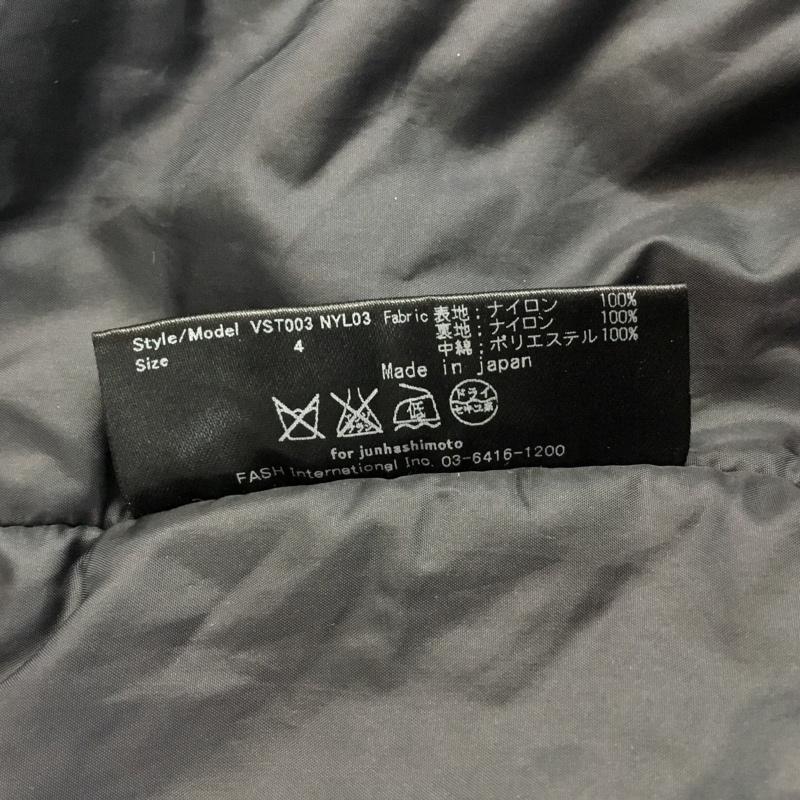 Style/Model VST003 NYL03 Fabric 表地:ナイロン 100%
Size 4 裏地:ナイロン 100%
中綿:ポリエステル 100%
Made in japan
低
ドライ
セキユ系
for junhashimoto
FASH International Inc. 03-6416-1200